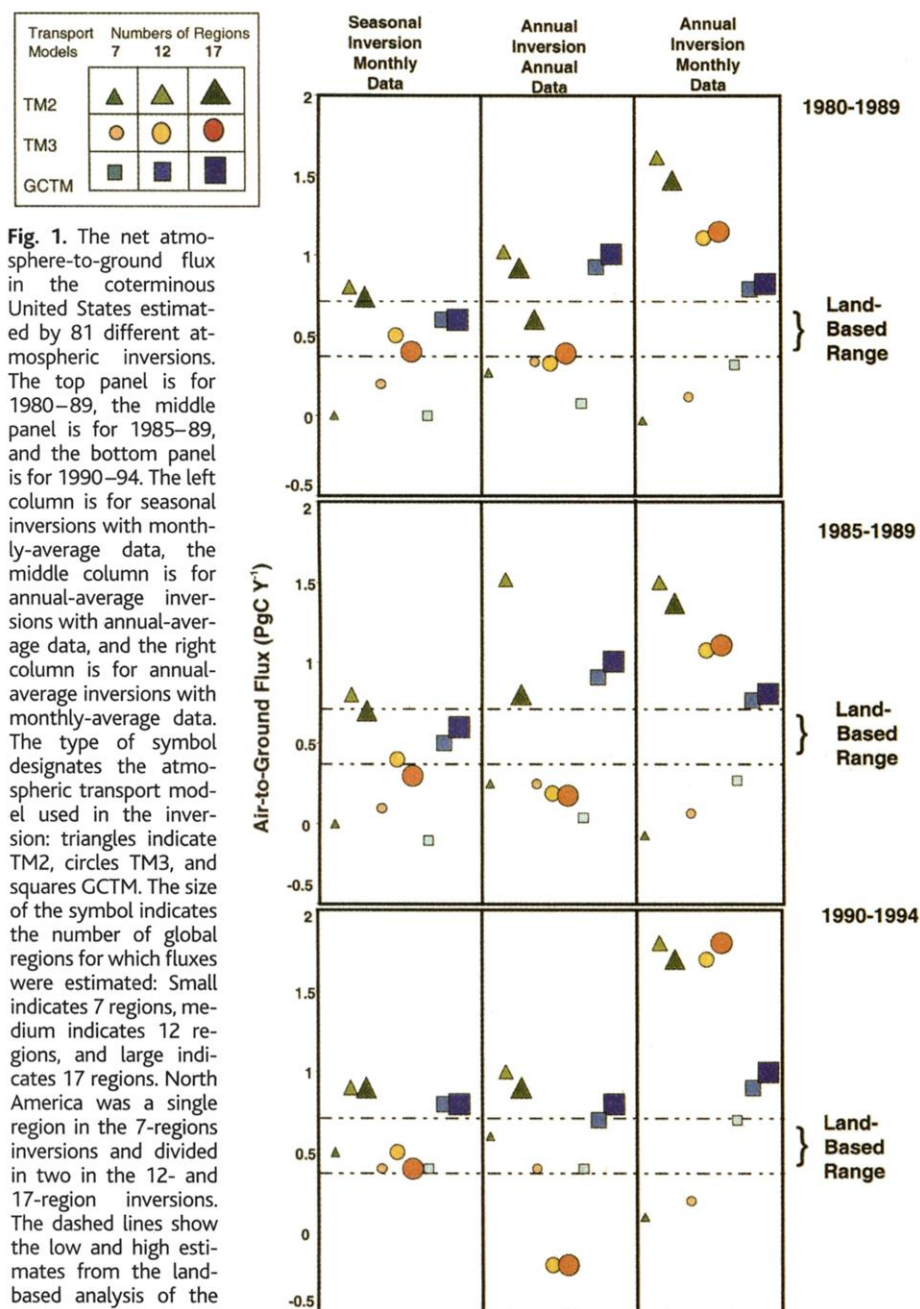 Transport Numbers of Regions
Models 7 12 17
TM2
TM3
GCTM
Fig. 1. The net atmo-
sphere-to-ground flux
in the coterminous
United States estimat-
ed by 81 different at-
mospheric inversions.
The top panel is for
1980–89, the middle
panel is for 1985–89,
and the bottom panel
is for 1990–94. The left
column is for seasonal
inversions with month-
ly-average data, the
middle column is for
annual-average inver-
sions with annual-aver-
age data, and the right
column is for annual-
average inversions with
monthly-average data.
The type of symbol
designates the atmo-
spheric transport mod-
el used in the inver-
sion: triangles indicate
TM2, circles TM3, and
squares GCTM. The size
of the symbol indicates
the number of global
regions for which fluxes
were estimated: Small
indicates 7 regions, me-
dium indicates 12 re-
gions, and large indi-
cates 17 regions. North
America was a single
region in the 7-regions
inversions and divided
in two in the 12- and
17-region inversions.
The dashed lines show
the low and high esti-
mates from the land-
based analysis of the
Seasonal
Inversion
Monthly
Data
Annual
Inversion
Annual
Data
Annual
Inversion
Monthly
Data
Air-to-Ground Flux (PgC Y⁻¹)
2
1.5
1
0.5
0
-0.5
1980-1989
Land-
Based
Range
2
1.5
1
0.5
0
-0.5
1985-1989
Land-
Based
Range
2
1.5
1
0.5
0
-0.5
1990-1994
Land-
Based
Range